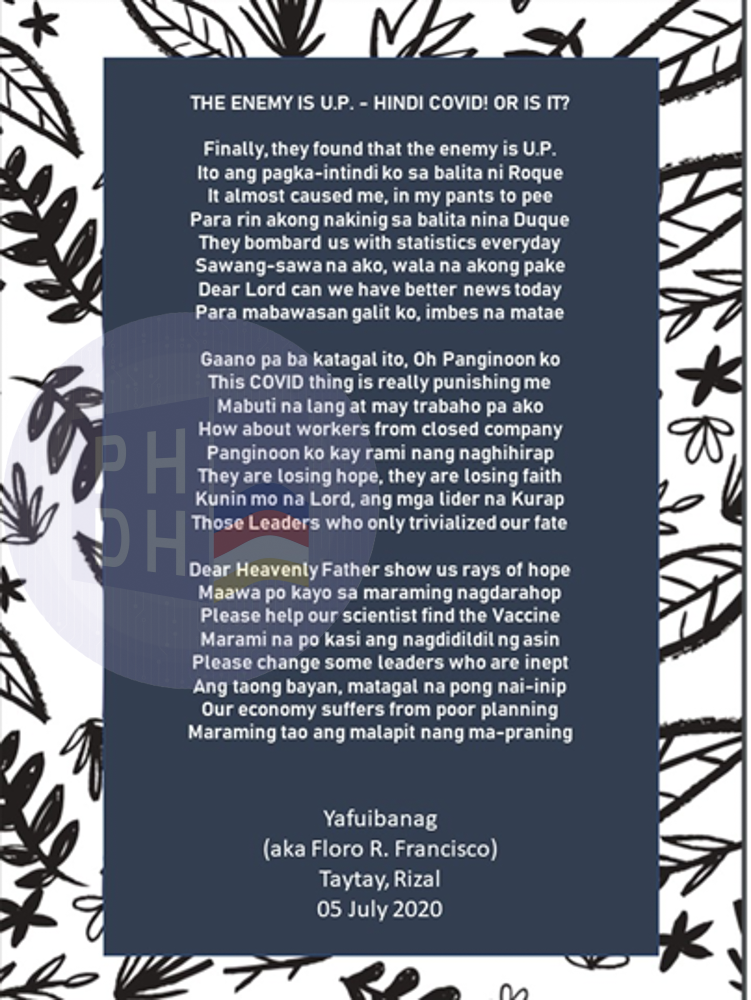 THE ENEMY IS U.P. - HINDI COVID! OR IS IT?
Finally, they found that the enemy is U.P.
Ito ang pagka-intindi ko sa balita ni Roque
It almost caused me, in my pants to pee
Para rin akong nakinig sa balita nina Duque
They bombard us with statistics everyday
Sawang-sawa na ako, wala na akong pake
Dear Lord can we have better news today
Para mabawasan galit ko, imbes na matae
Gaano pa ba katagal ito, Oh Panginoon ko
This COVID thing is really punishing me
Mabuti na lang at may trabaho pa ako
How about workers from closed company
Panginoon ko kay rami nang naghihirap
They are losing hope, they are losing faith
Kunin mo na Lord, ang mga lider na Kurap
Those Leaders who only trivialized our fate
Dear Heavenly Father show us rays of hope
Maawa po kayo sa maraming nagdarahop
Please help our scientist find the Vaccine
Marami na po kasi ang nagdidildil ng asin
Please change some leaders who are inept
Ang taong bayan, matagal na pong nai-inip
Our economy suffers from poor planning
Maraming tao ang malapit nang ma-praning
Yafuibanag
(aka Floro R. Francisco)
Taytay, Rizal
05 July 2020
PH
DH